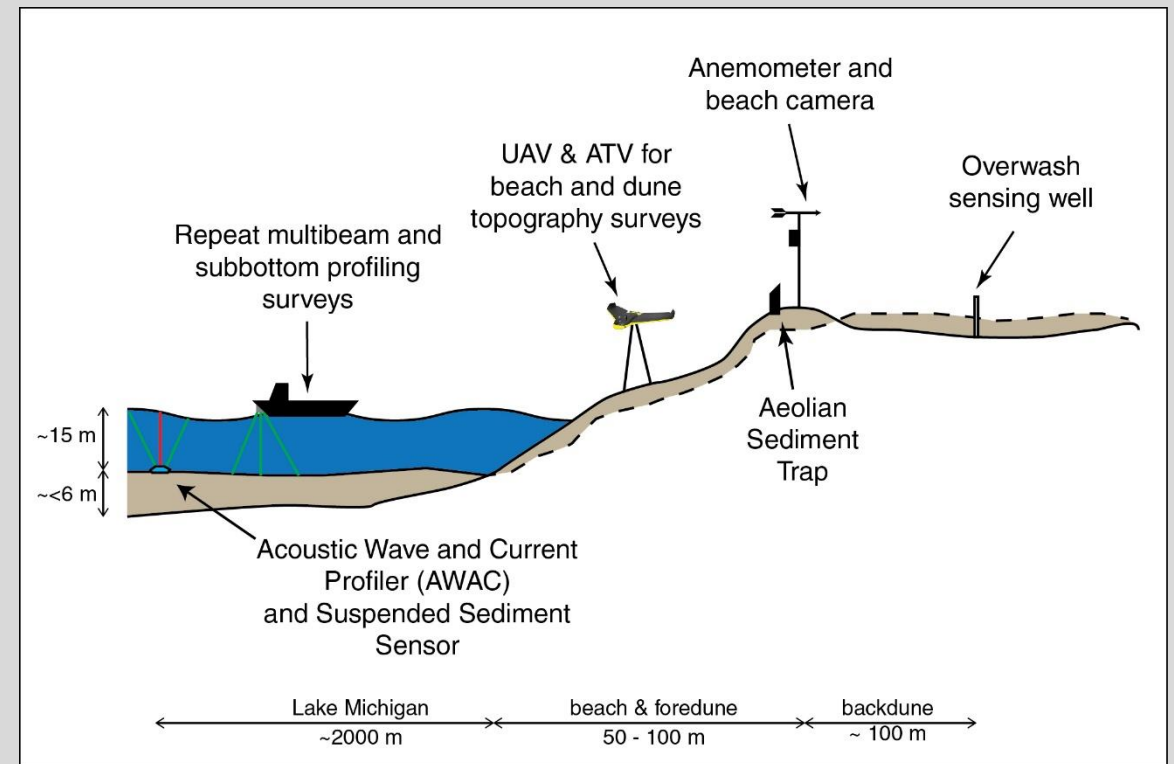 Anemometer and
beach camera
UAV & ATV for
beach and dune
topography surveys
Overwash
sensing well
Repeat multibeam and
subbottom profiling
surveys
~15 m
~<6 m
Aeolian
Sediment
Trap
Acoustic Wave and Current
Profiler (AWAC)
and Suspended Sediment
Sensor
Lake Michigan
~2000 m
beach & foredune
50 - 100 m
backdune
~ 100 m